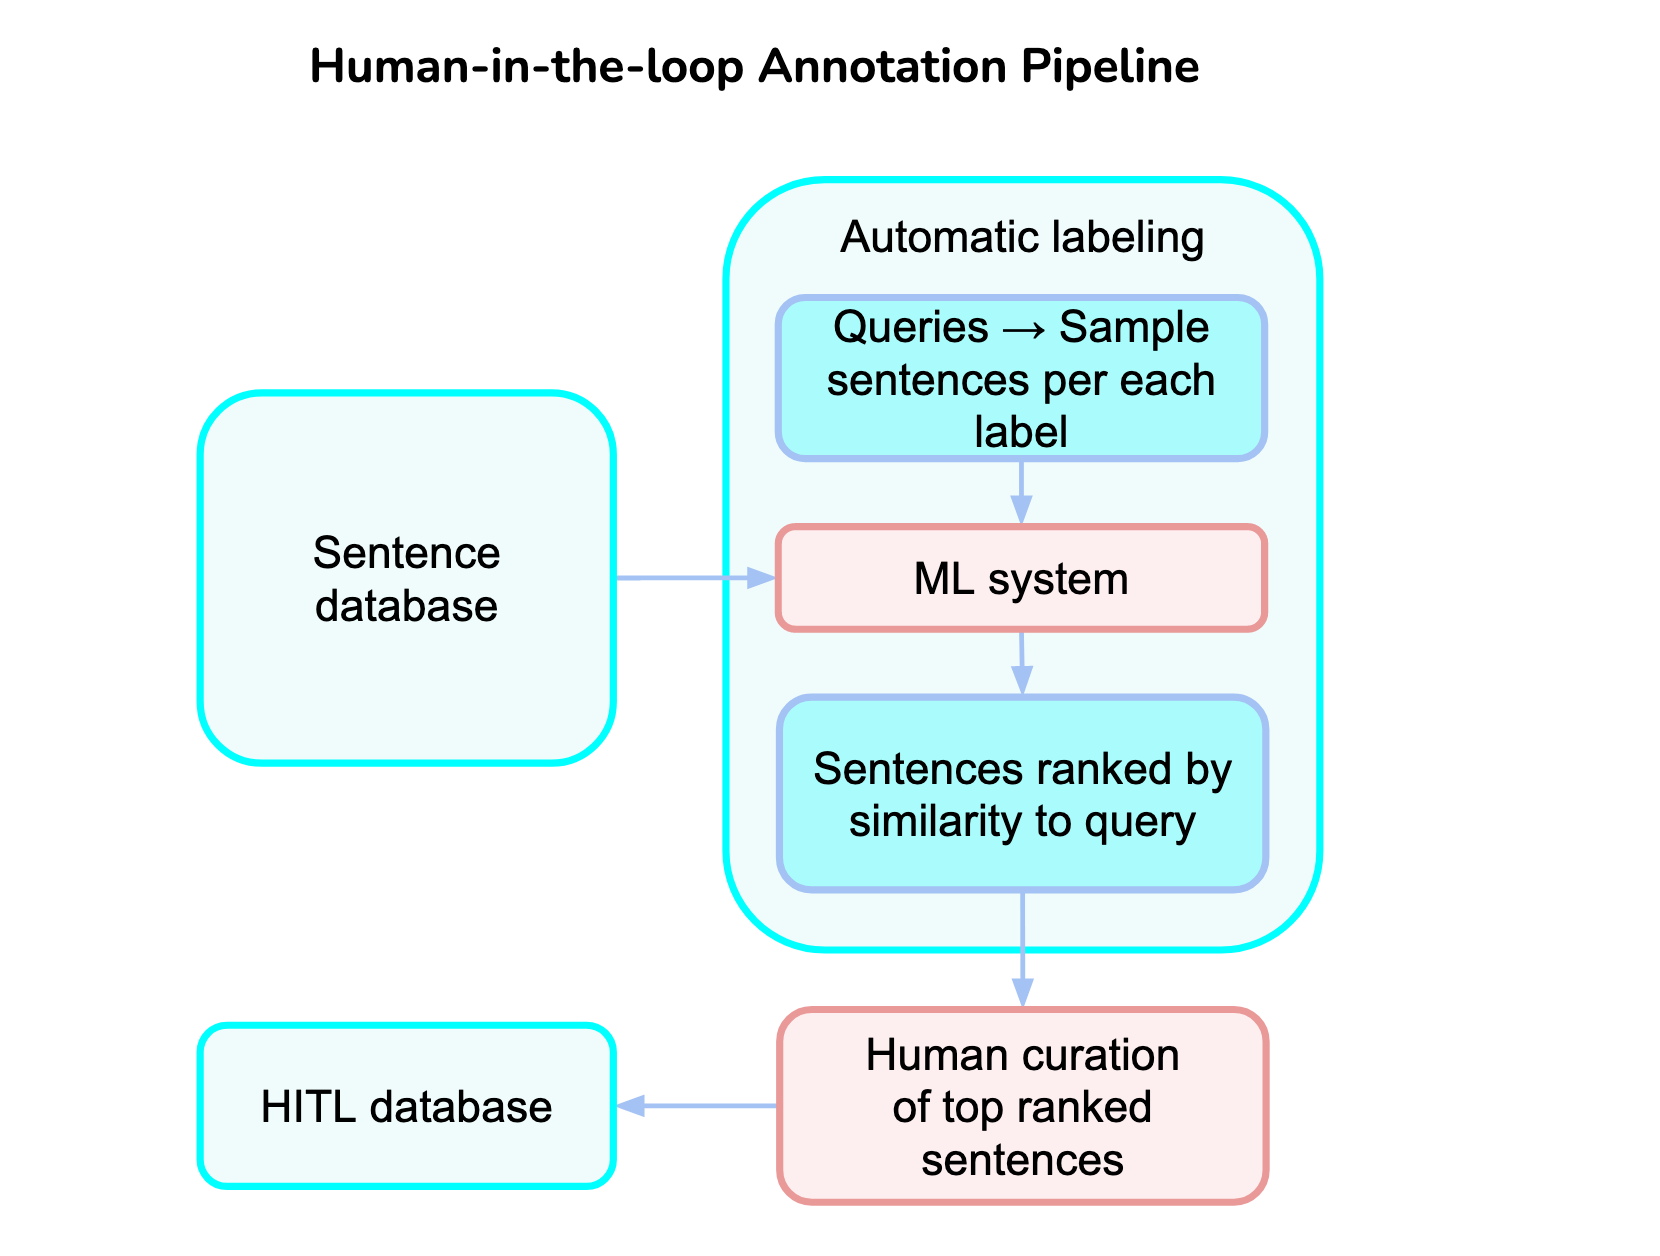 Human-in-the-loop Annotation Pipeline
Automatic labeling
Queries → Sample
sentences per each
label
Sentence
database
ML system
Sentences ranked by
similarity to query
Human curation
of top ranked
sentences
HITL database